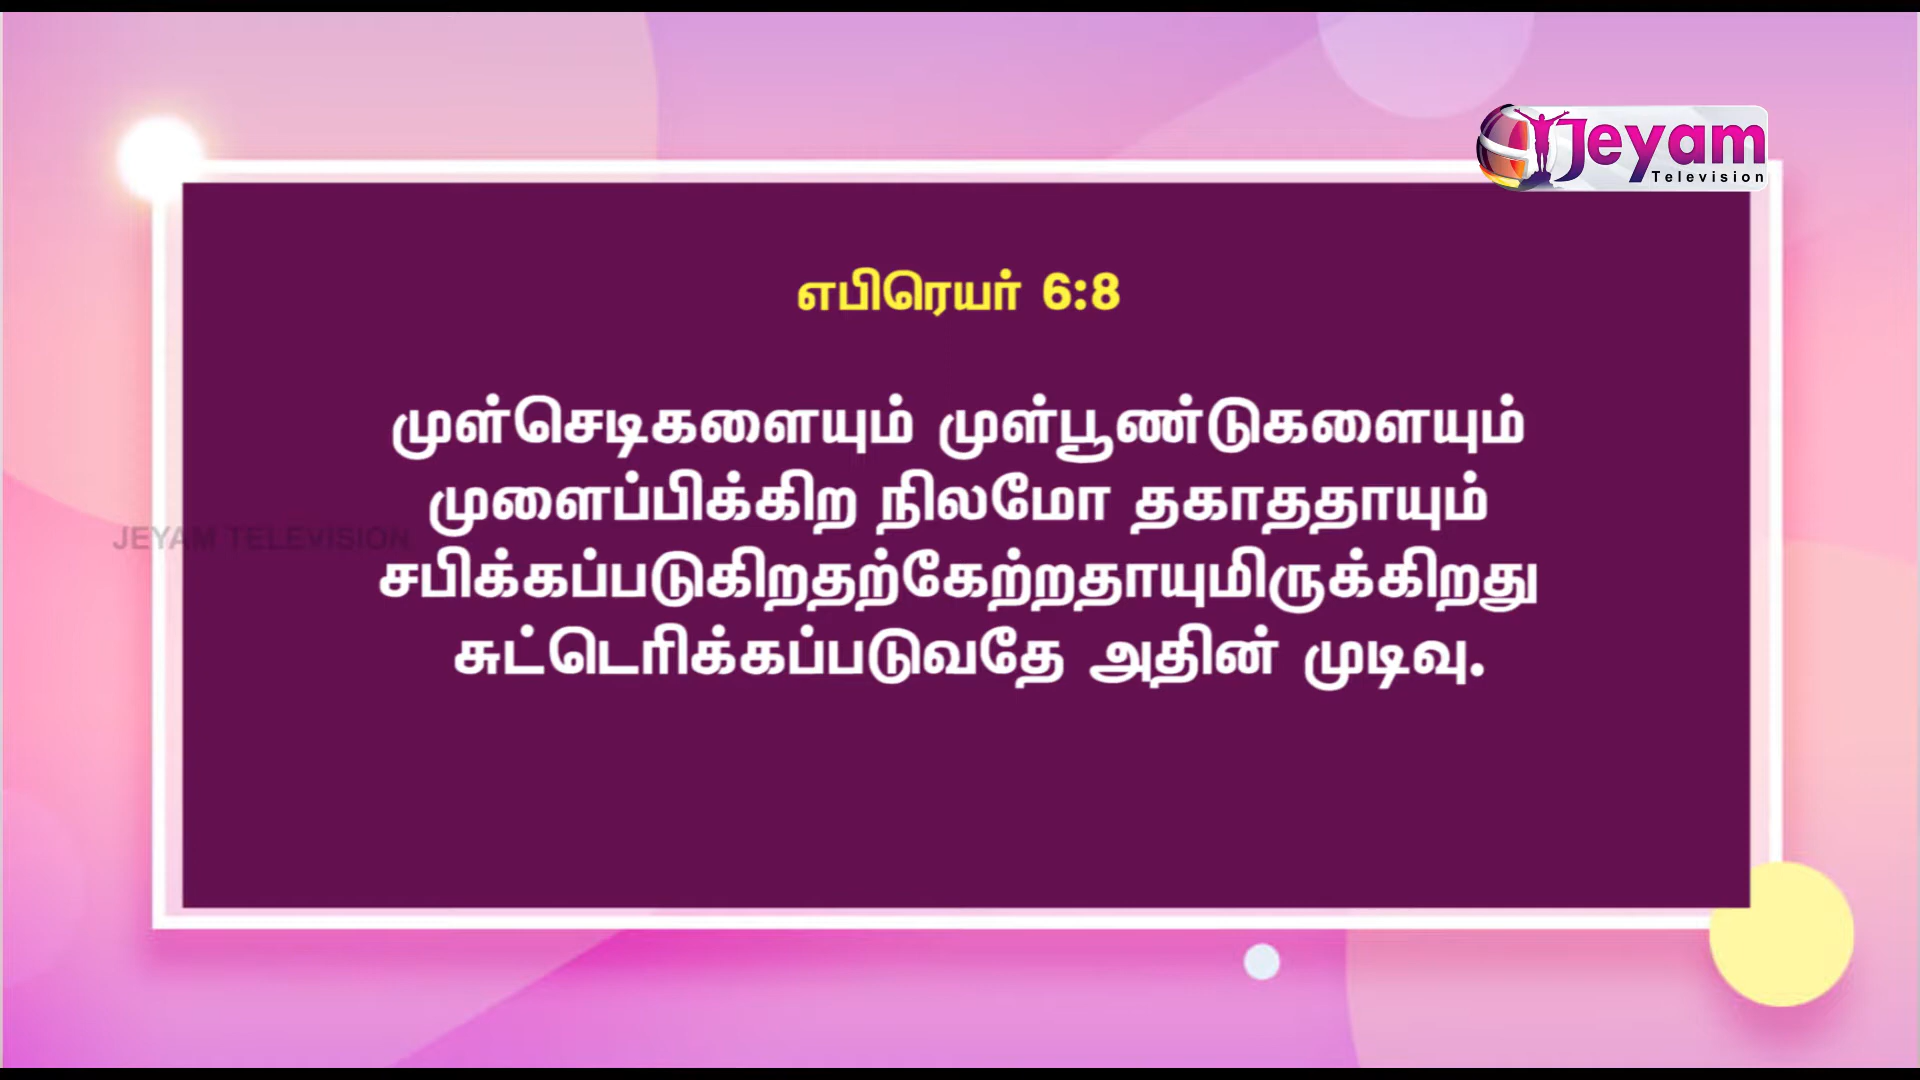 Jeyam
Television
எபிரெயர் 6:8
முள்செடிகளையும் முள்பூண்டுகளையும்
முளைப்பிக்கிற நிலமோ தகாததாயும்
JEYAM TELEVISION
சபிக்கப்படுகிறதற்கேற்றதாயுமிருக்கிறது
சுட்டெரிக்கப்படுவதே அதின் முடிவு.